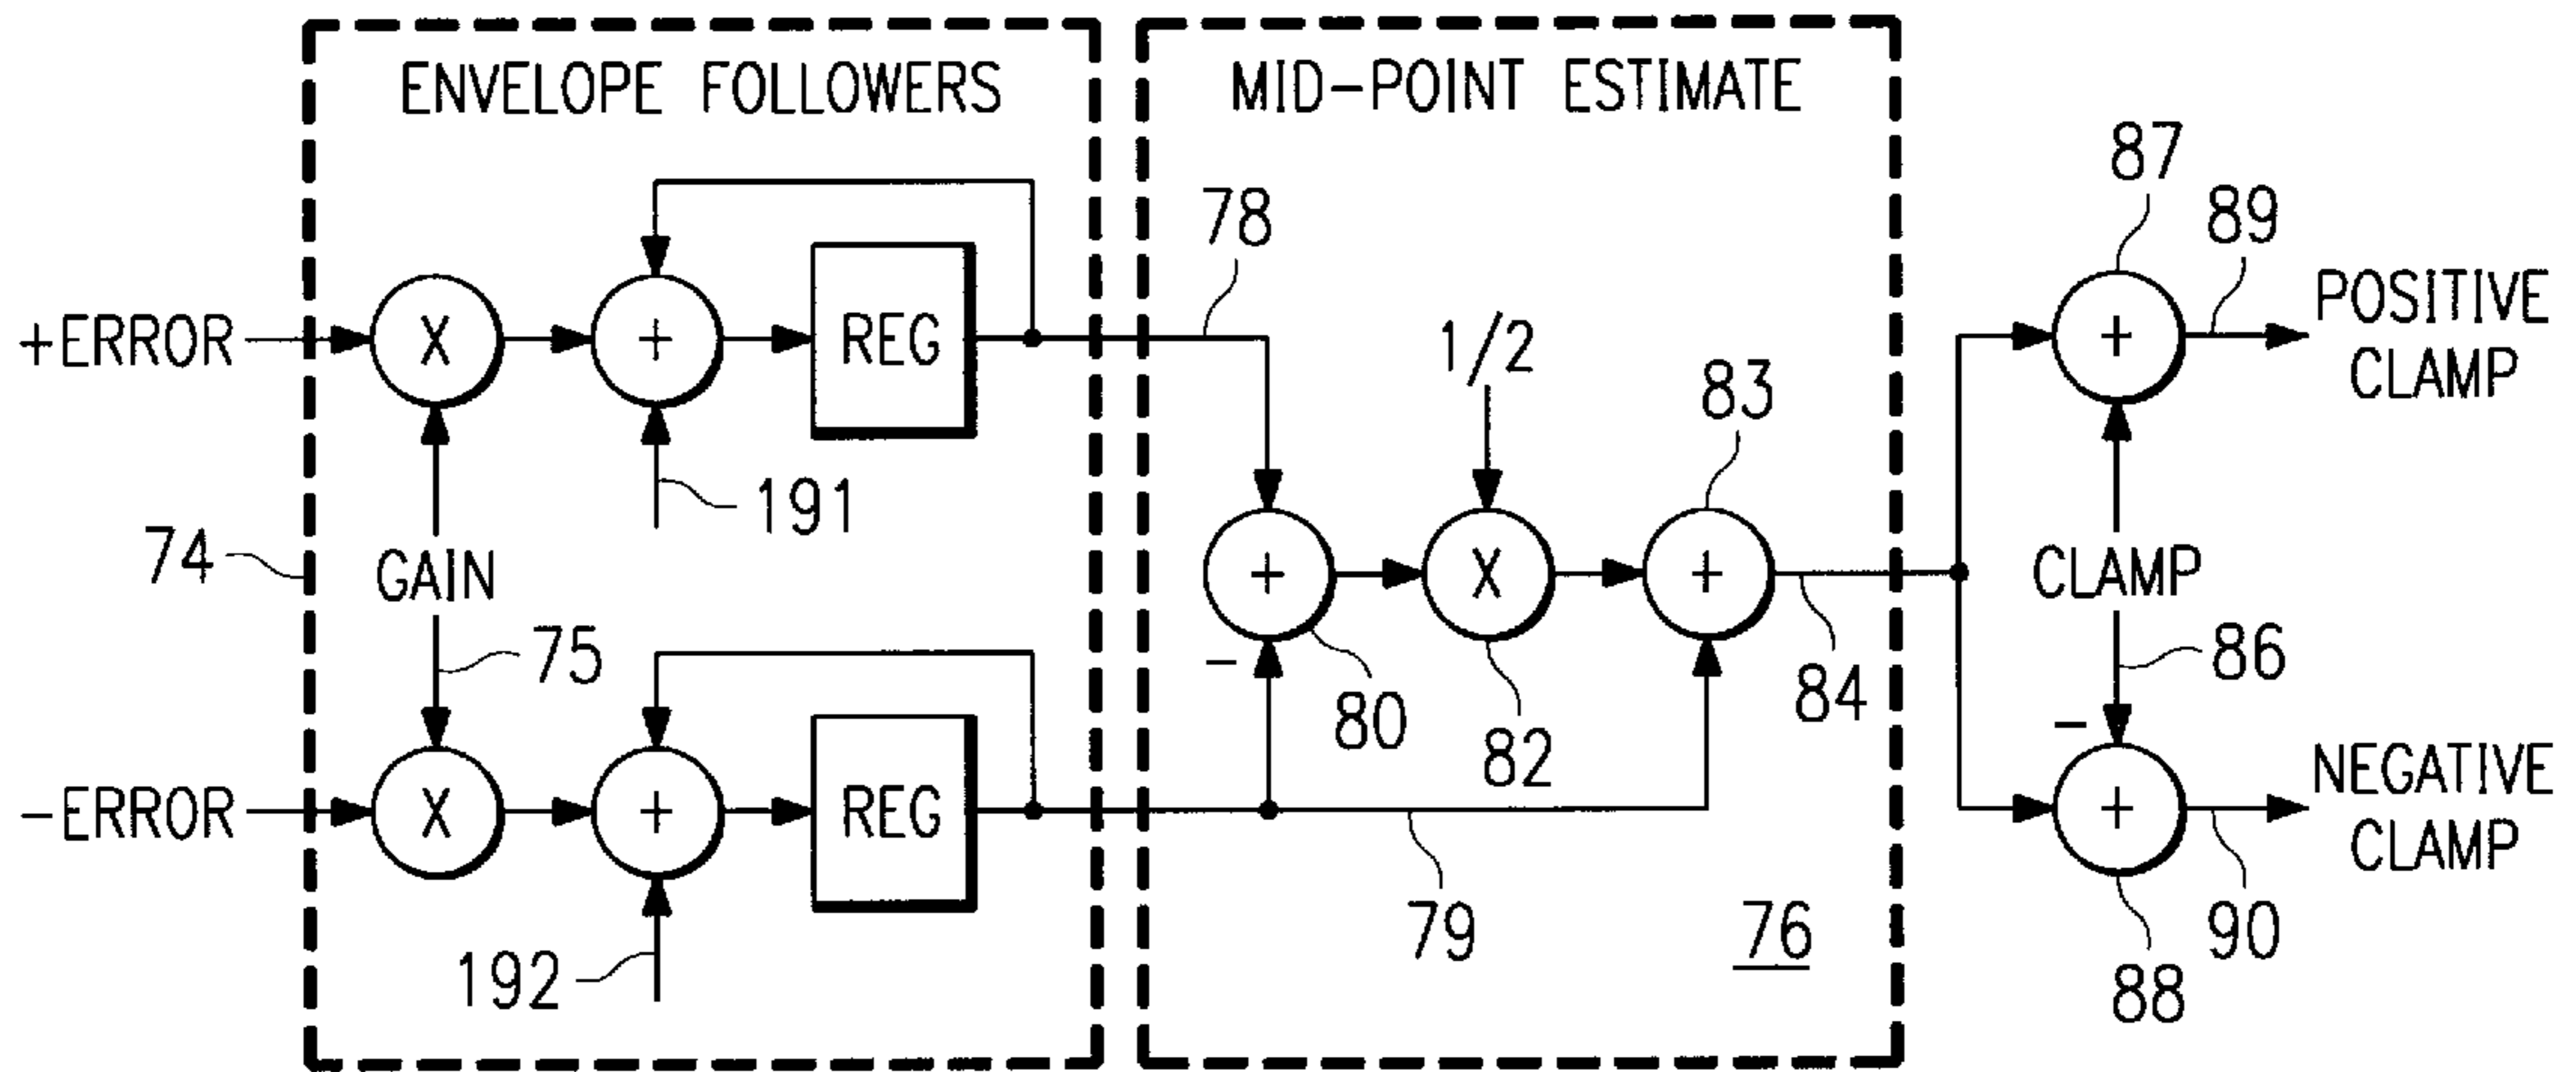 ENVELOPE FOLLOWERS
MID-POINT ESTIMATE
87
89
78
+ERROR
X
+
REG
1/2
83
+
POSITIVE
CLAMP
191
74
GAIN
75
+
X
+
84
CLAMP
86
-
80
82
-
-ERROR
X
+
REG
+
NEGATIVE
CLAMP
192
79
76
90
88